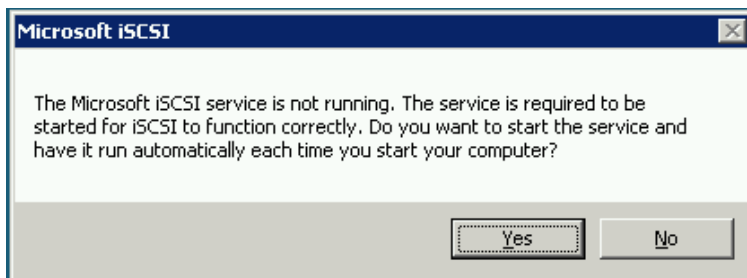 Microsoft iSCSI
The Microsoft iSCSI service is not running. The service is required to be
started for iSCSI to function correctly. Do you want to start the service and
have it run automatically each time you start your computer?
Yes
No